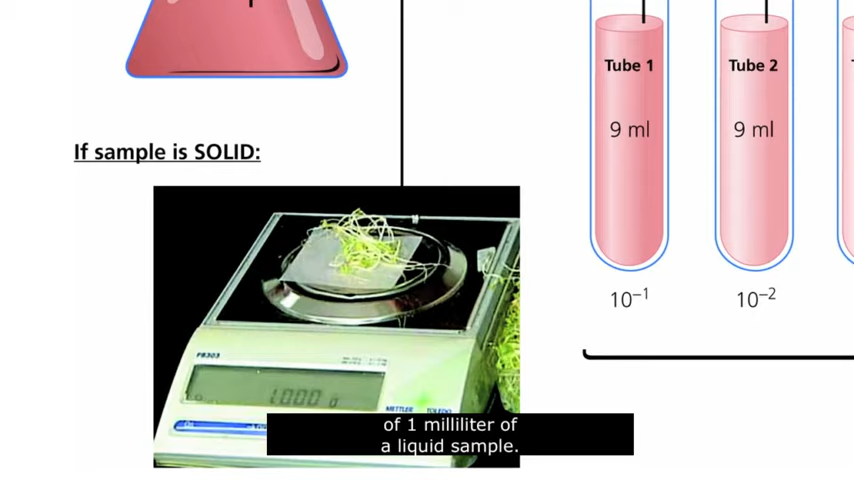 Tube 1
Tube 2
9 ml
9 ml
If sample is SOLID:
10⁻¹
10⁻²
PB303
1.000 g
METTLER TOLEDO
of 1 milliliter of
a liquid sample.